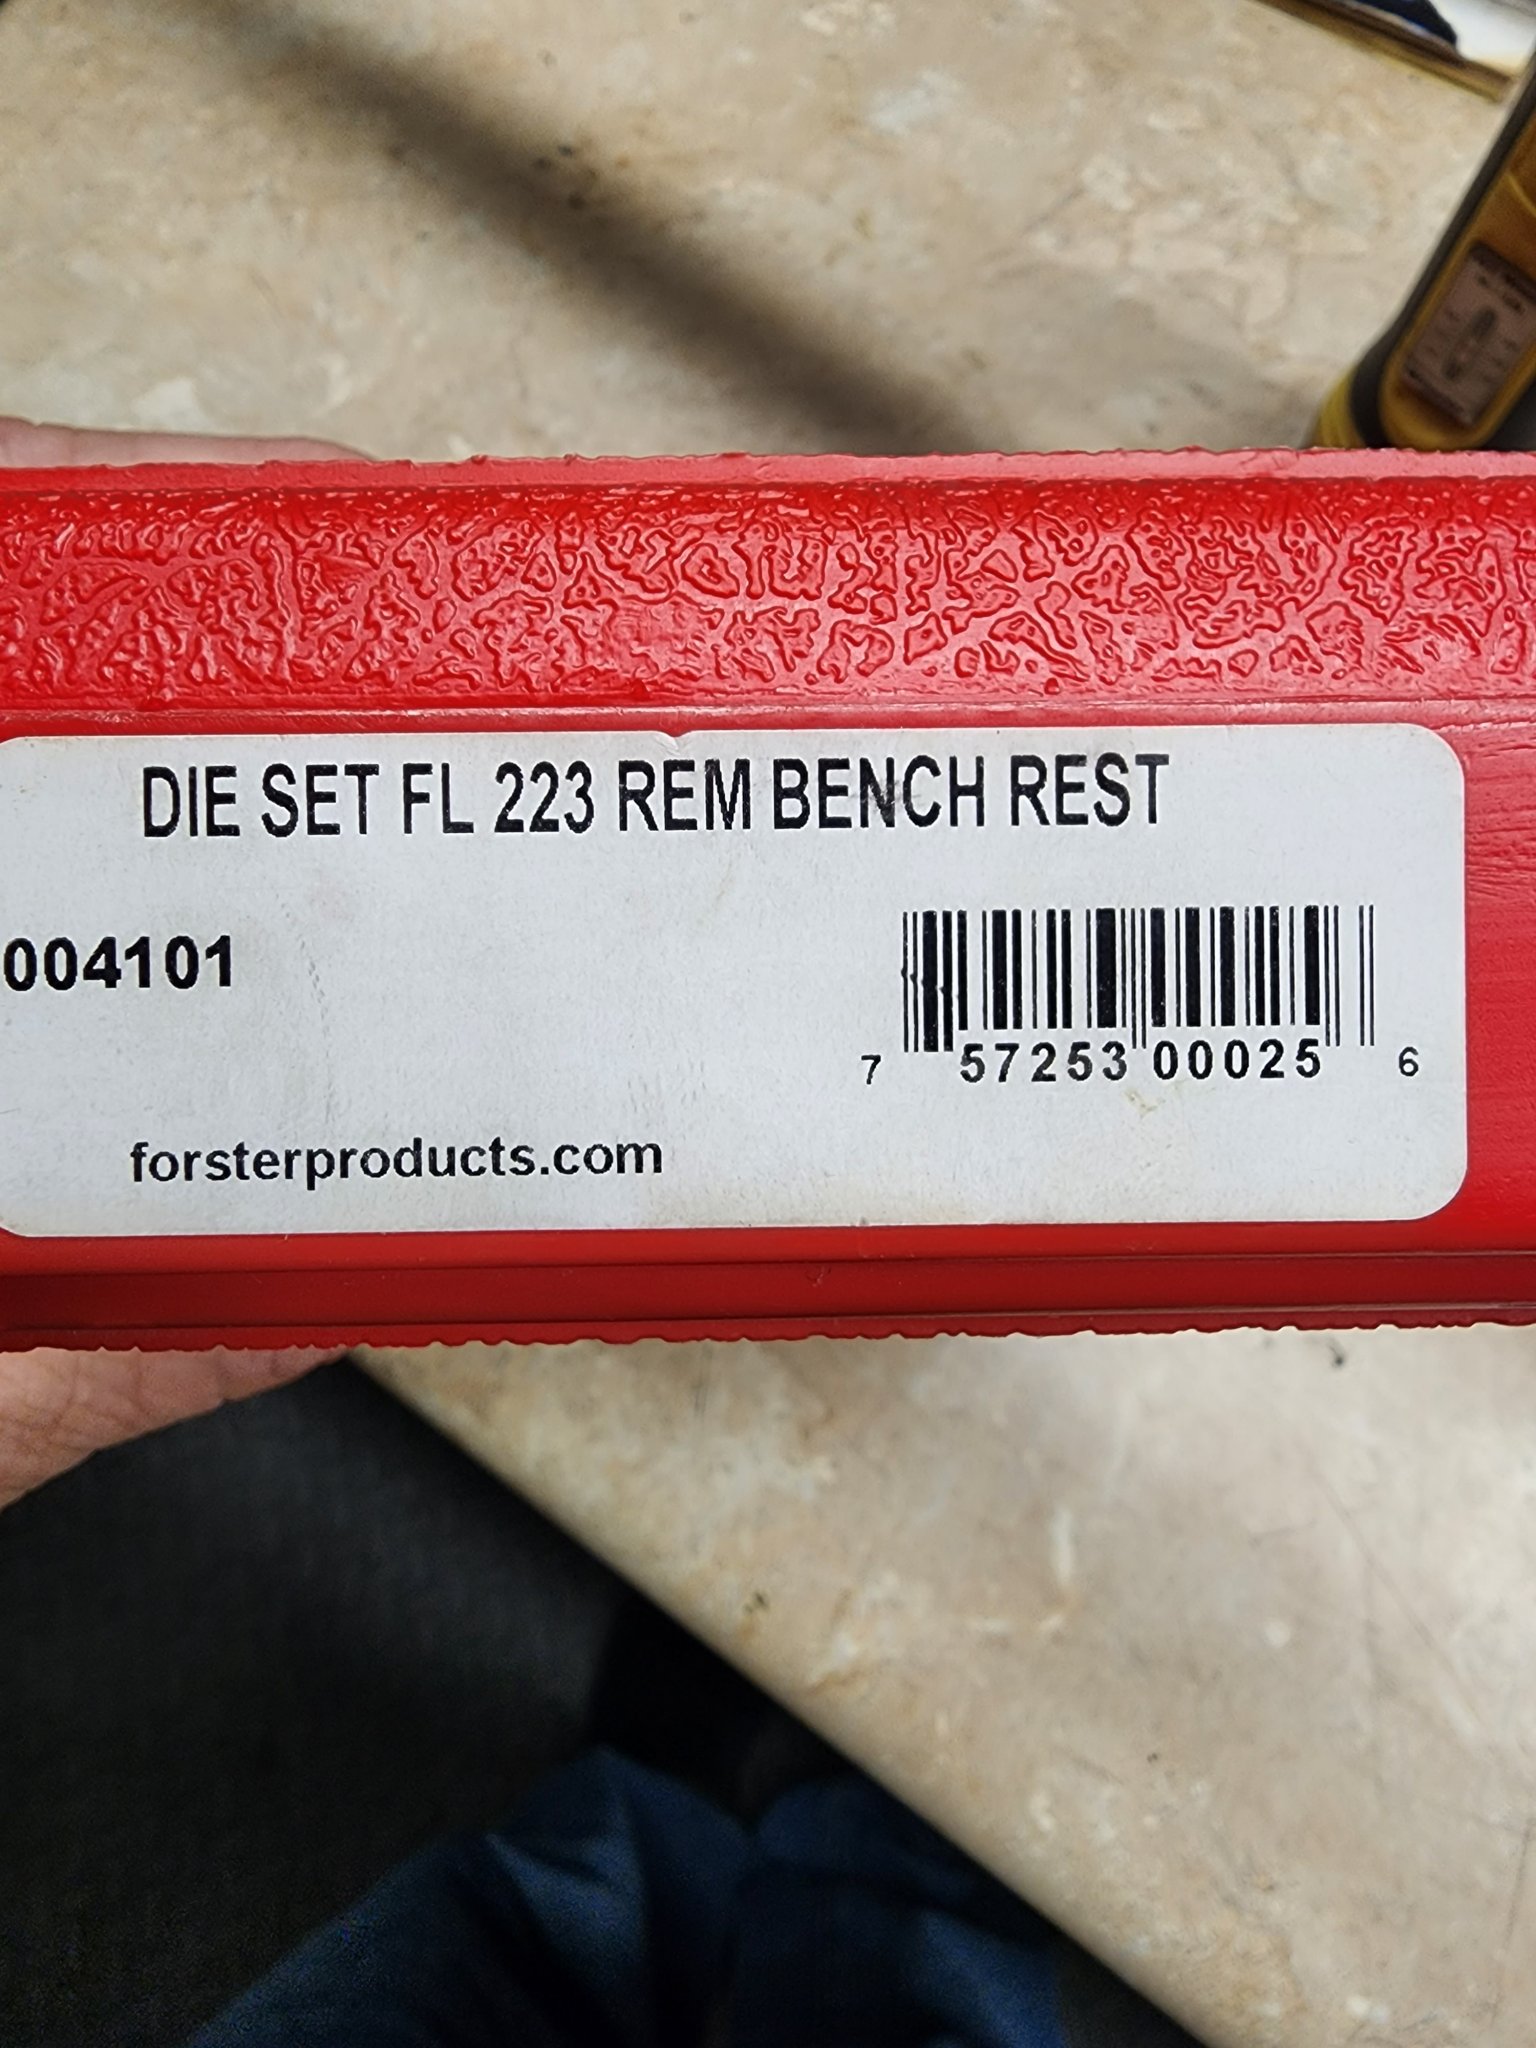 DIE SET FL 223 REM BENCH REST
004101
7 57253 00025 6
forsterproducts.com